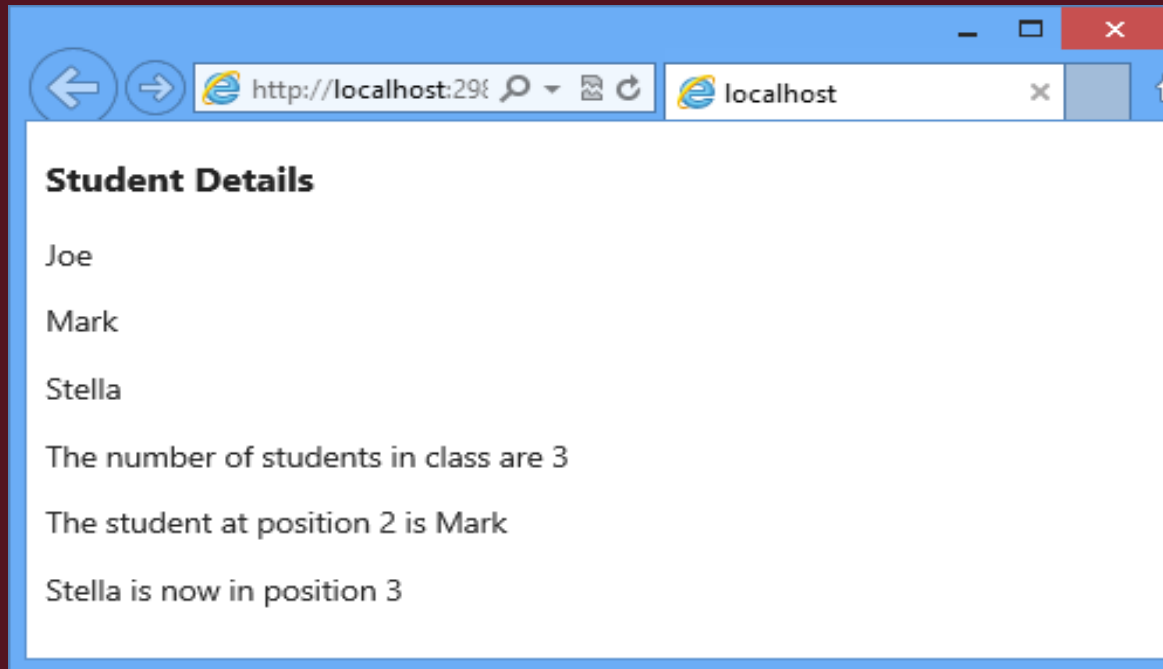 http://localhost:298
localhost
Student Details
Joe
Mark
Stella
The number of students in class are 3
The student at position 2 is Mark
Stella is now in position 3